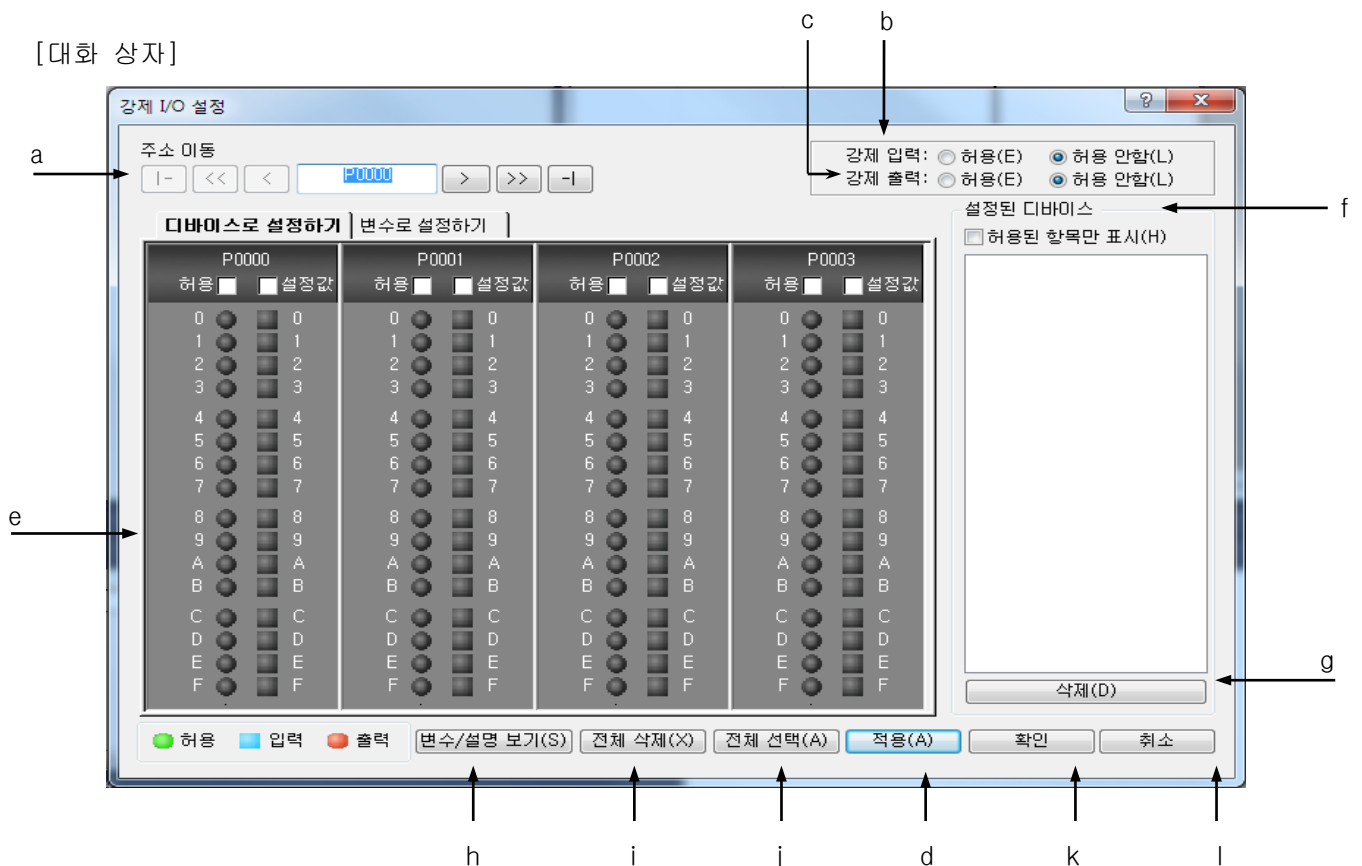 c b
[대화 상자]
강제 I/O 설정
a
주소 이동
|- << < P0000 > >> -|
강제 입력: 허용(E) 허용 안함(L)
강제 출력: 허용(E) 허용 안함(L)
f
디바이스로 설정하기 변수로 설정하기
설정된 디바이스
허용된 항목만 표시(H)
P0000 P0001 P0002 P0003
허용 설정값 허용 설정값 허용 설정값 허용 설정값
0 0 0 0 0 0 0 0
1 1 1 1 1 1 1 1
2 2 2 2 2 2 2 2
3 3 3 3 3 3 3 3
4 4 4 4 4 4 4 4
5 5 5 5 5 5 5 5
6 6 6 6 6 6 6 6
7 7 7 7 7 7 7 7
e
8 8 8 8 8 8 8 8
9 9 9 9 9 9 9 9
A A A A A A A A
B B B B B B B B
C C C C C C C C
D D D D D D D D
E E E E E E E E
F F F F F F F F
g
삭제(D)
허용 입력 출력 변수/설명 보기(S) 전체 삭제(X) 전체 선택(A) 적용(A) 확인 취소
h i j d k l